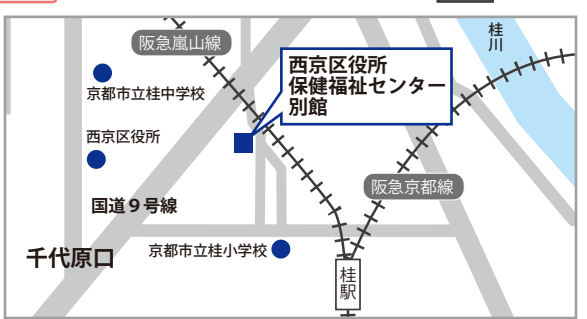 阪急嵐山線
桂川
西京区役所
保健福祉センター
別館
京都市立桂中学校
西京区役所
阪急京都線
国道9号線
千代原口
京都市立桂小学校
桂駅